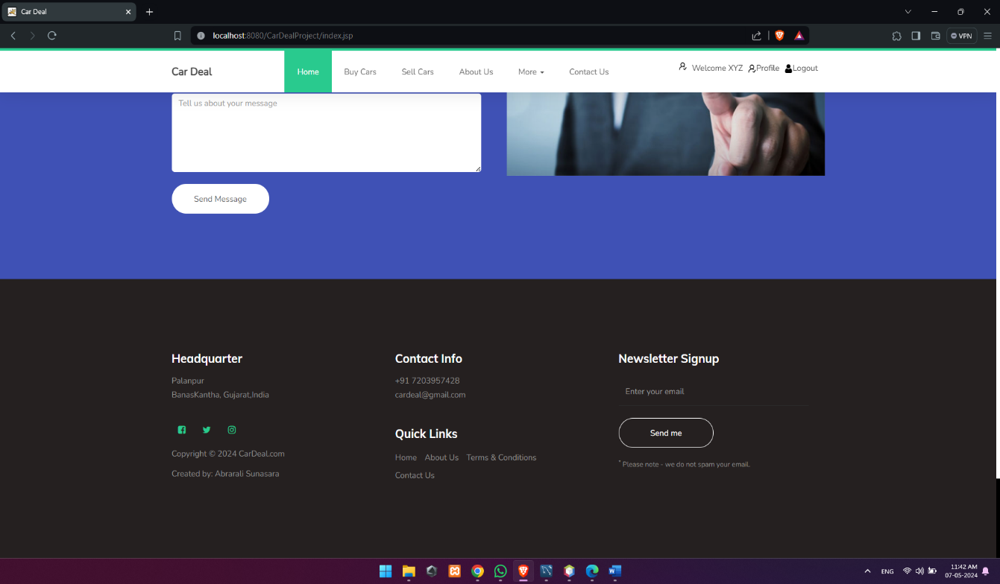 Car Deal
localhost:8080/CarDealProject/index.jsp
VPN
Car Deal
Home
Buy Cars
Sell Cars
About Us
More
Contact Us
Welcome XYZ
Profile
Logout
Tell us about your message
Send Message
Headquarter
Palanpur
BanasKantha, Gujarat,India
Copyright © 2024 CarDeal.com
Created by: Abrarali Sunasara
Contact Info
+91 7203957428
cardeal@gmail.com
Quick Links
Home About Us Terms & Conditions
Contact Us
Newsletter Signup
Enter your email
Send me
* Please note - we do not spam your email.
ENG
11:42 AM
07-05-2024